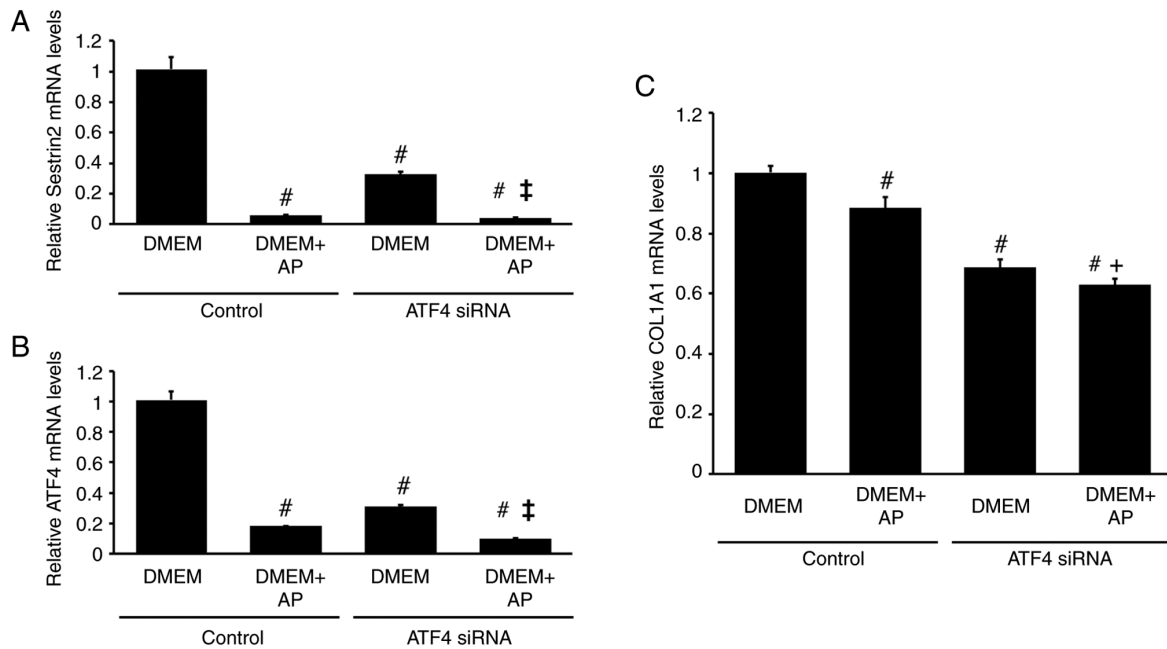 A
Relative Sestrin2 mRNA levels
1.2
1
0.8
0.6
0.4
0.2
0
#
#
# ‡
DMEM
DMEM+
AP
DMEM
DMEM+
AP
Control
ATF4 siRNA
B
Relative ATF4 mRNA levels
1.2
1
0.8
0.6
0.4
0.2
0
#
#
# ‡
DMEM
DMEM+
AP
DMEM
DMEM+
AP
Control
ATF4 siRNA
C
Relative COL1A1 mRNA levels
1.2
1
0.8
0.6
0.4
0.2
0
#
#
# +
DMEM
DMEM+
AP
DMEM
DMEM+
AP
Control
ATF4 siRNA